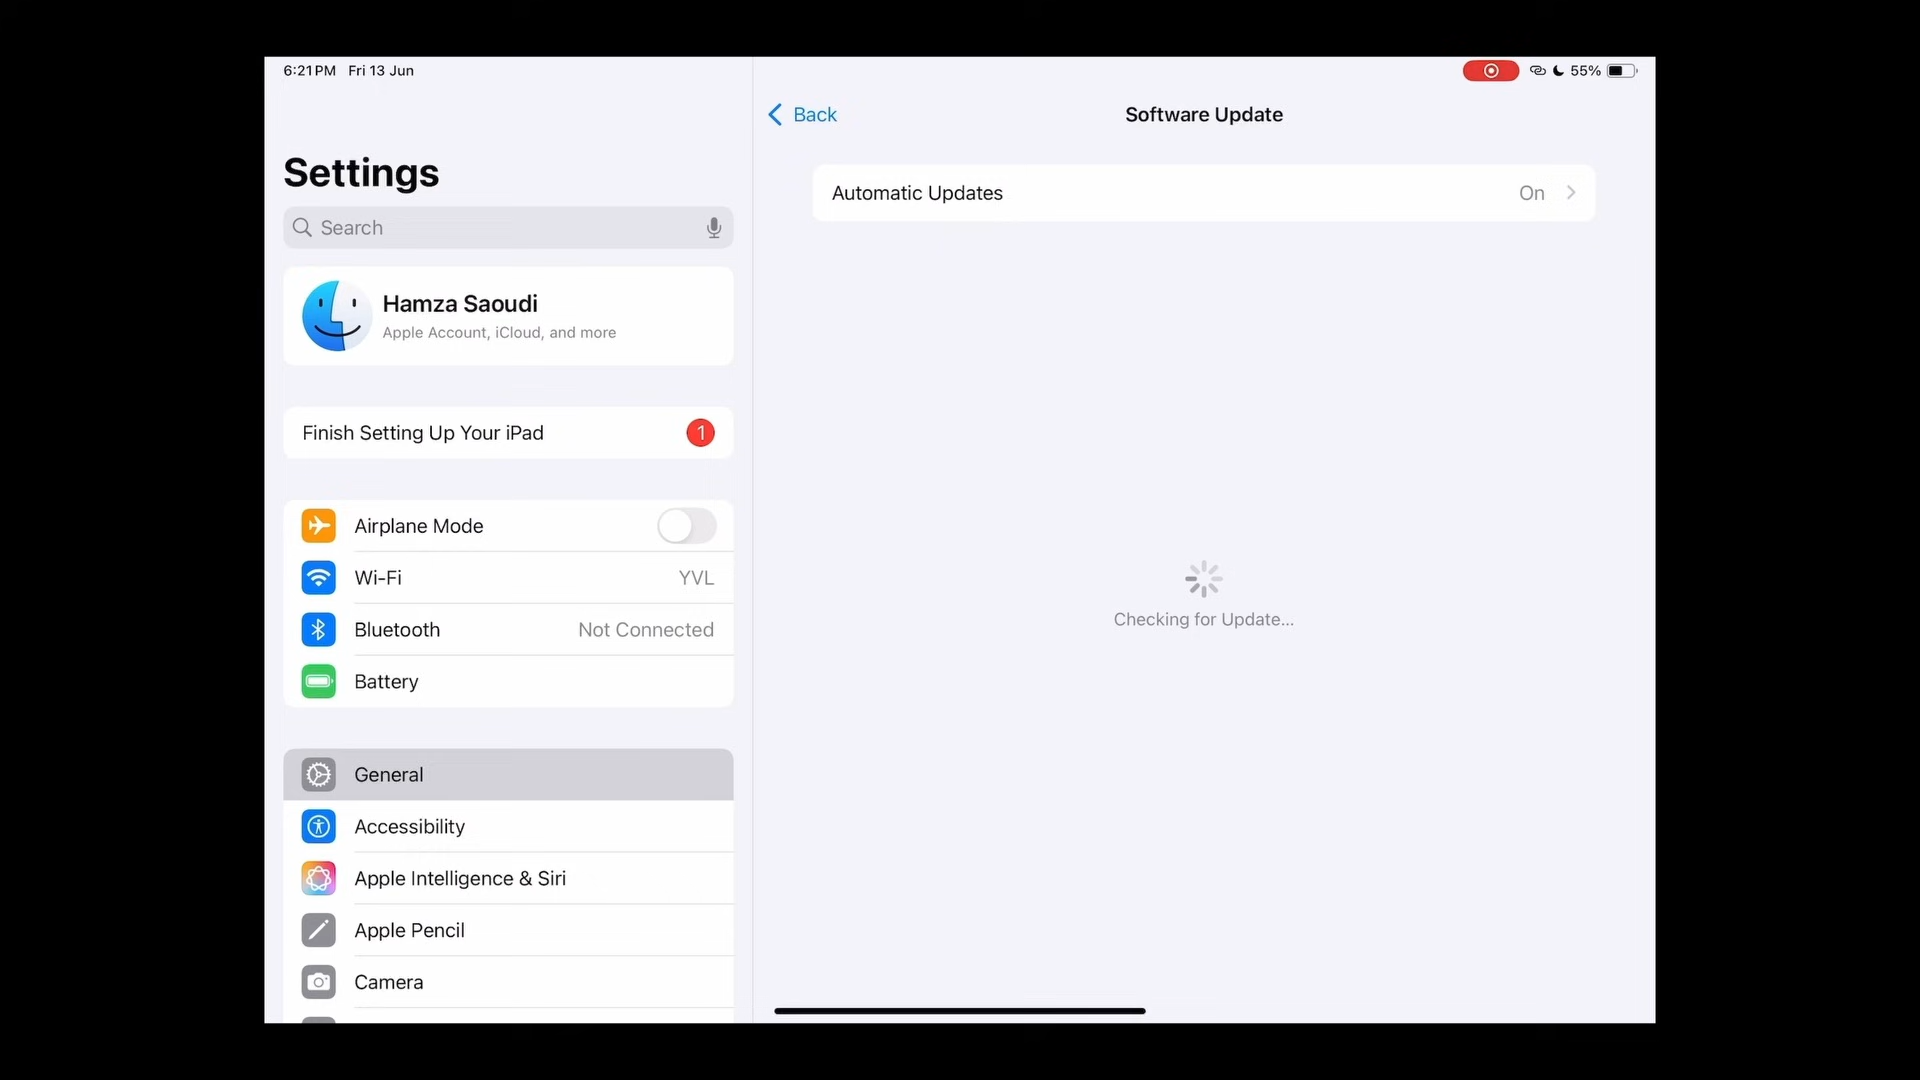 6:21PM Fri 13 Jun
55%
Settings
Search
Hamza Saoudi
Apple Account, iCloud, and more
Finish Setting Up Your iPad 1
Airplane Mode
Wi-Fi YVL
Bluetooth Not Connected
Battery
General
Accessibility
Apple Intelligence & Siri
Apple Pencil
Camera
Back Software Update
Automatic Updates On
Checking for Update...